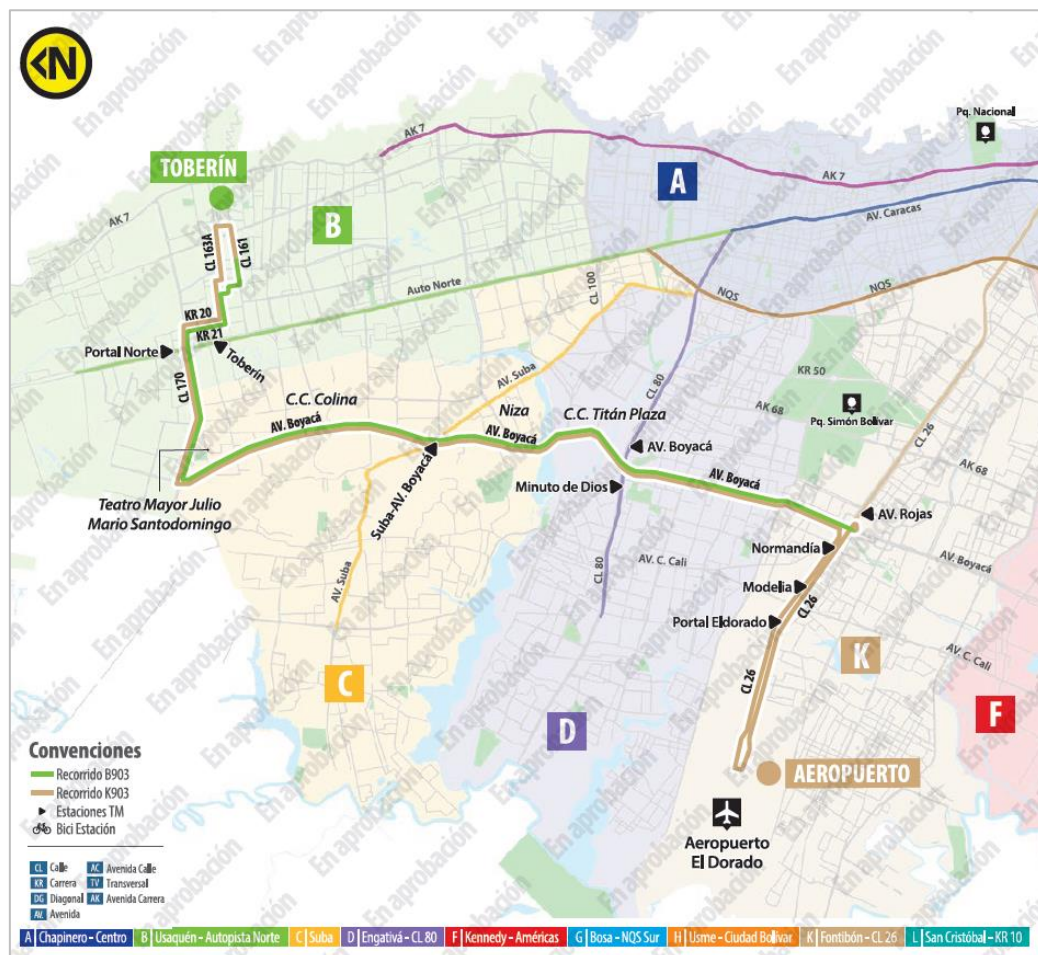 N
En aprobación
Pq. Nacional
AK 7
TOBERÍN
A
AK 7
AK 7
B
AV. Caracas
CL 163A
CL 161
Auto Norte
CL 100
NQS
NQS
KR 20
KR 21
Portal Norte
Toberín
CL 170
AV. Suba
CL 80
KR 50
C.C. Colina
Niza
C.C. Titán Plaza
AK 68
Pq. Simón Bolívar
CL 26
AV. Boyacá
AV. Boyacá
AV. Boyacá
AV. Boyacá
AK 68
Suba-AV. Boyacá
Minuto de Dios
Teatro Mayor Julio
Mario Santodomingo
AV. Rojas
Normandía
AV. Boyacá
AV. Suba
CL 80
AV. C. Cali
Modelia
CL 26
Portal Eldorado
K
AV. C. Cali
C
CL 26
F
D
AEROPUERTO
Aeropuerto
El Dorado
Convenciones
Recorrido B903
Recorrido K903
Estaciones TM
Bici Estación
CL Calle AC Avenida Calle
KR Carrera TV Transversal
DG Diagonal AK Avenida Carrera
AV. Avenida
A Chapinero - Centro B Usaquén - Autopista Norte C Suba D Engativá - CL 80 F Kennedy - Américas G Bosa - NQS Sur H Usme - Ciudad Bolívar K Fontibón - CL 26 L San Cristóbal - KR 10